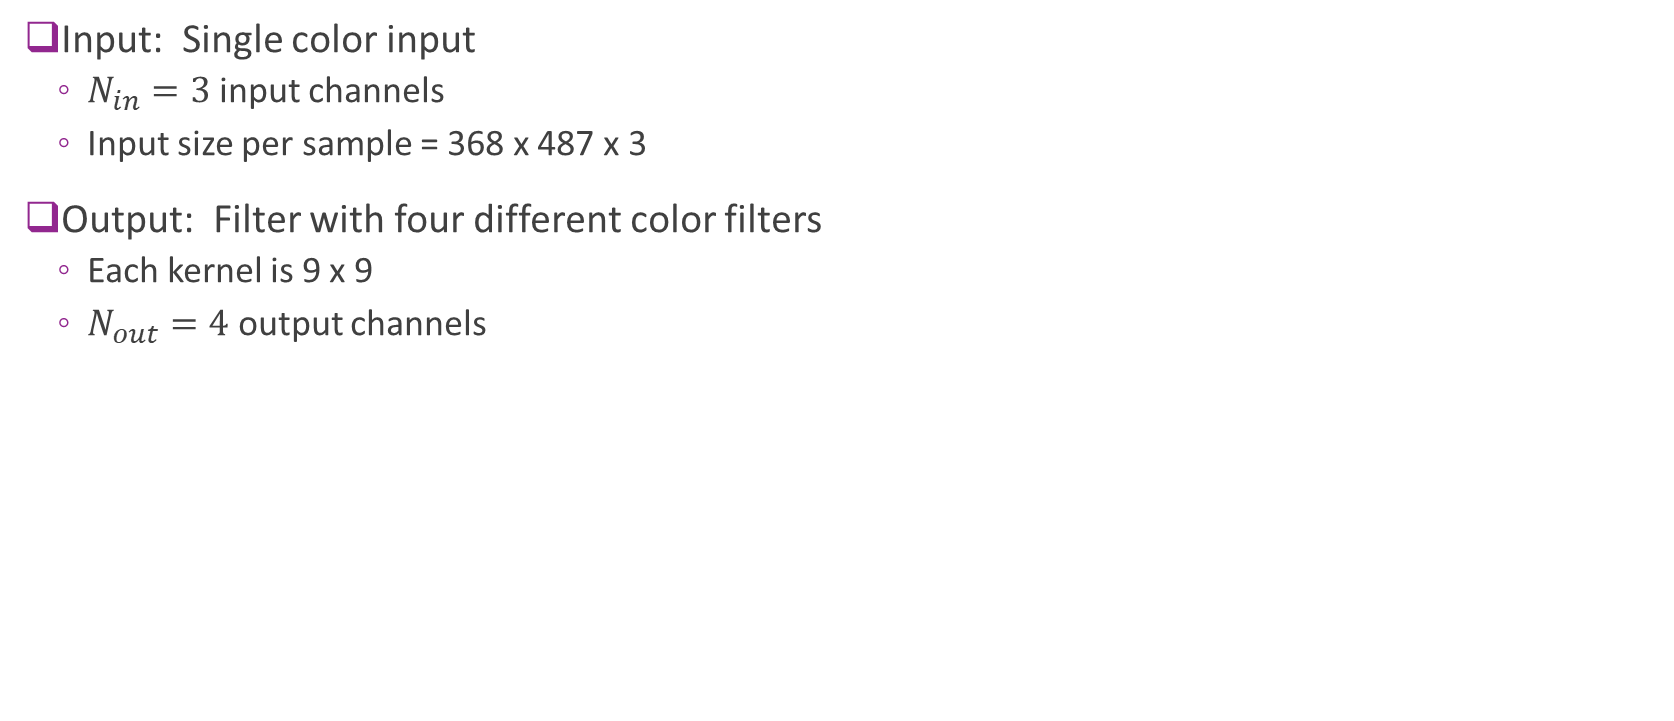 ❑Input: Single color input
◦ N_in = 3 input channels
◦ Input size per sample = 368 x 487 x 3
❑Output: Filter with four different color filters
◦ Each kernel is 9 x 9
◦ N_out = 4 output channels